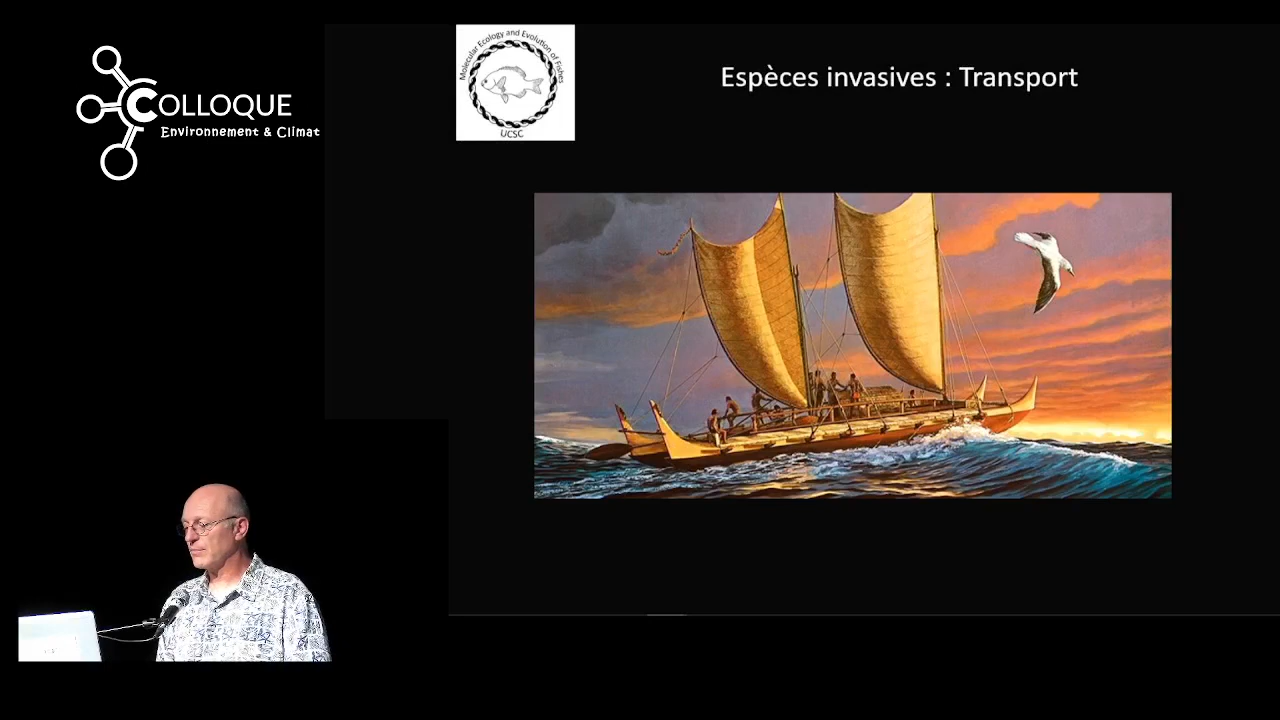 COLLOQUE
Environnement & Climat
Molecular Ecology and Evolution of Fishes
UCSC
Espèces invasives : Transport